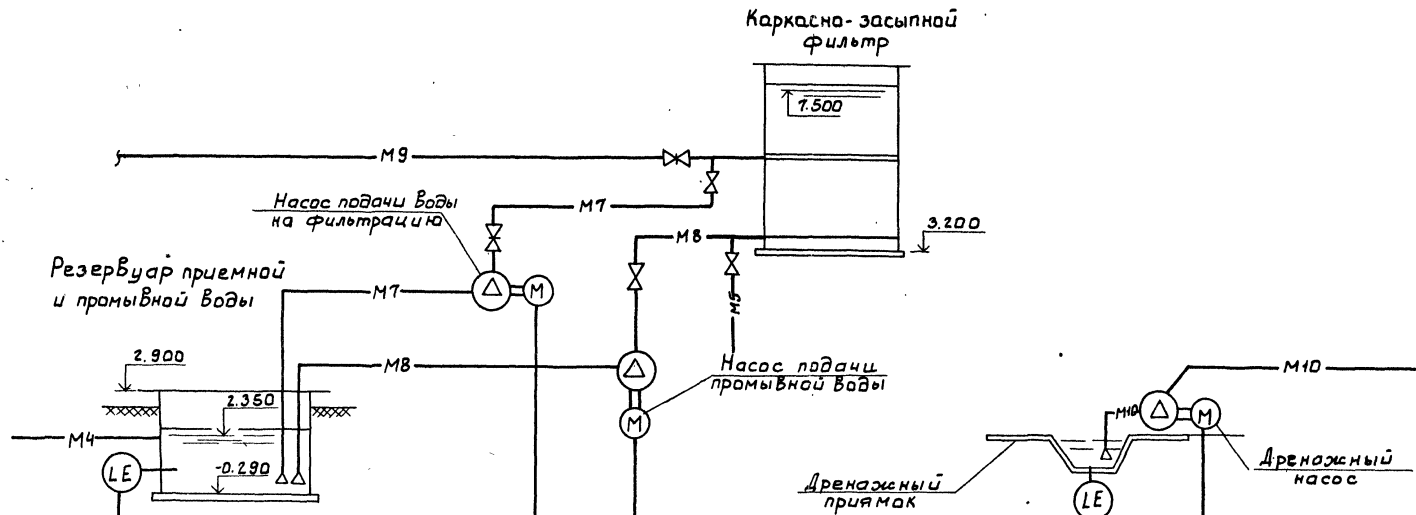 Каркасно-засыпной
фильтр
7.500
М9
Насос подачи воды
на фильтрацию
М7
М8
3.200
Резервуар приемной
и промывной воды
М7
М
М5
2.900
М8
Насос подачи
промывной воды
М10
2.350
М4
М
М10
М
LE
-0.290
Дренажный
приямок
LE
Дренажный
насос